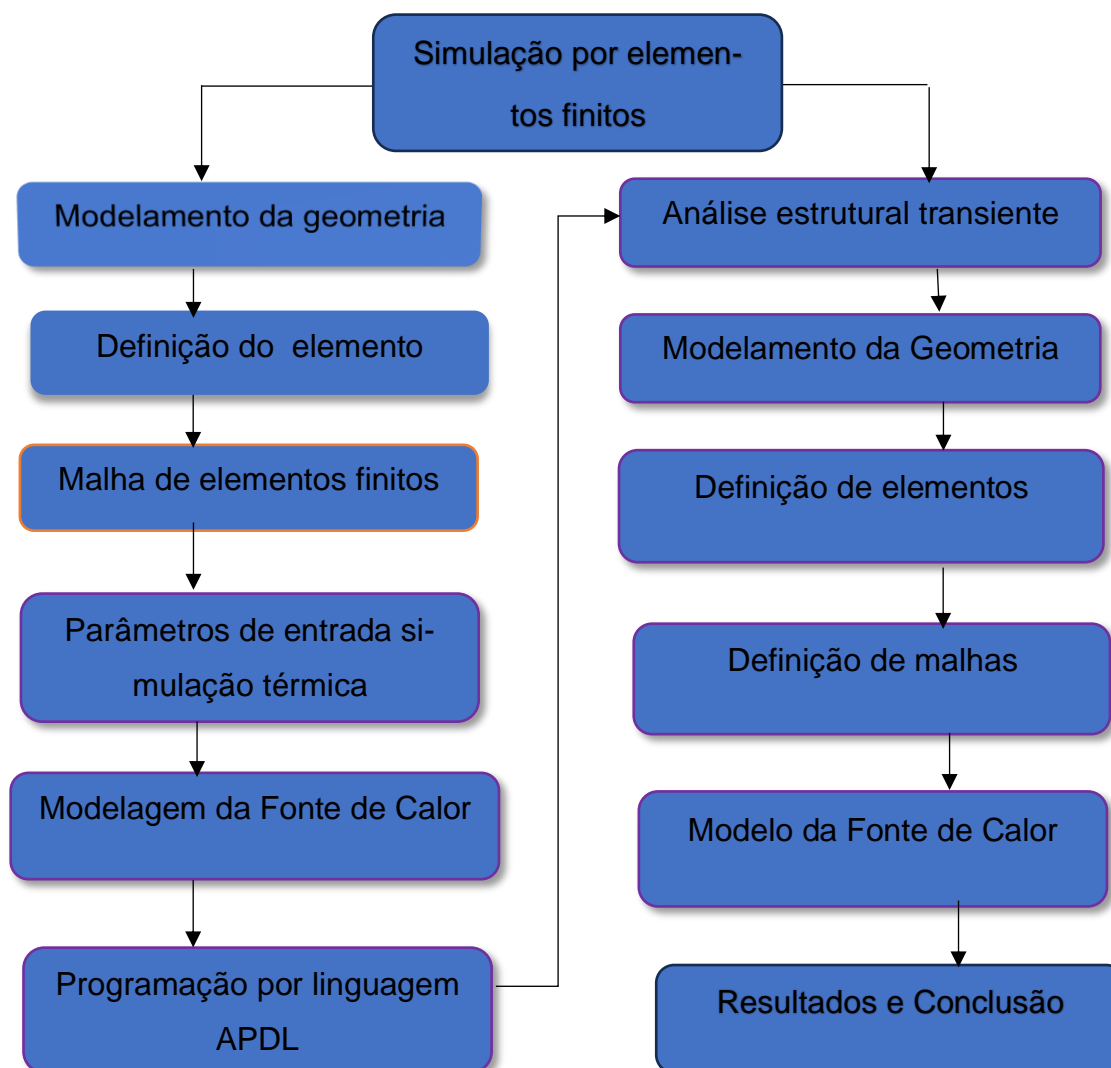 Simulação por elemen-
tos finitos
Modelamento da geometria
Definição do  elemento
Malha de elementos finitos
Parâmetros de entrada si-
mulação térmica
Modelagem da Fonte de Calor
Programação por linguagem
APDL
Análise estrutural transiente
Modelamento da Geometria
Definição de elementos
Definição de malhas
Modelo da Fonte de Calor
Resultados e Conclusão